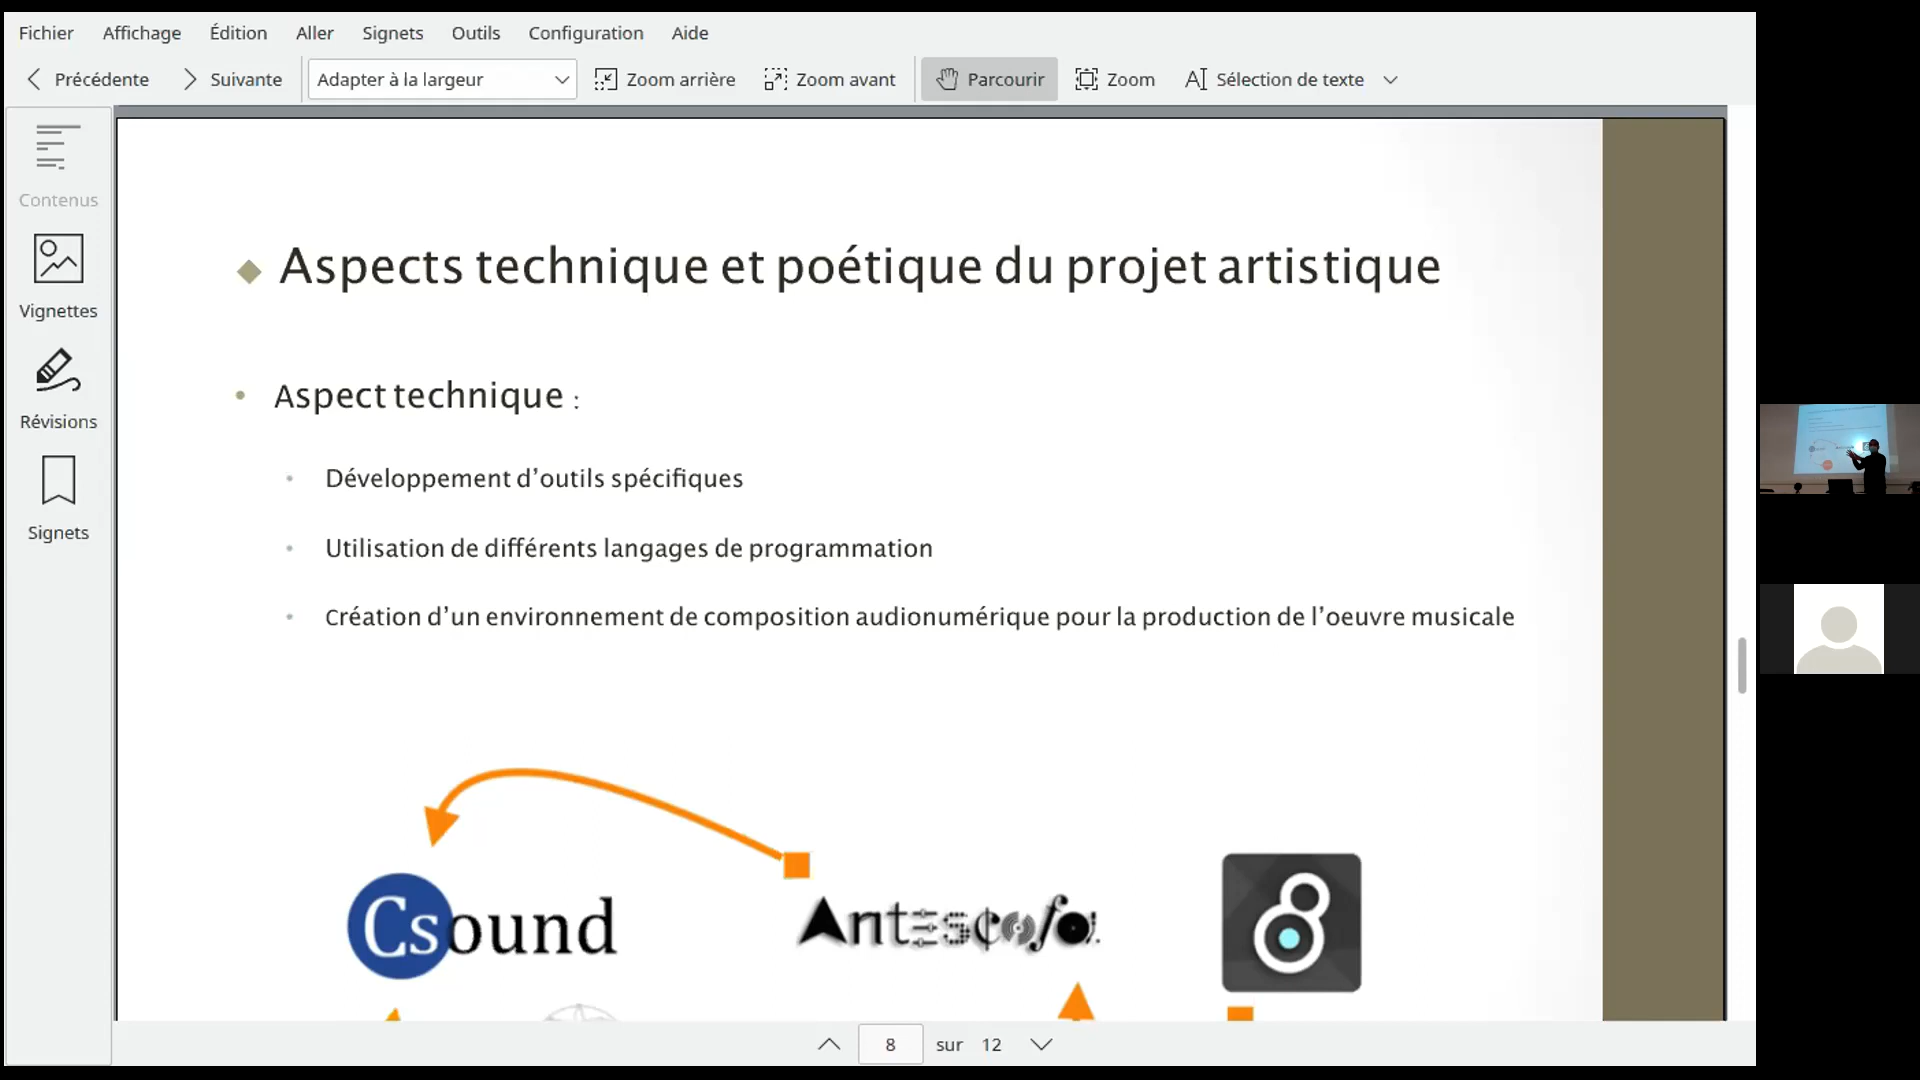 Fichier Affichage Édition Aller Signets Outils Configuration Aide
Précédente Suivante Adapter à la largeur Zoom arrière Zoom avant Parcourir Zoom Sélection de texte
Contenus
Vignettes
Révisions
Signets
Aspects technique et poétique du projet artistique
Aspect technique :
Développement d’outils spécifiques
Utilisation de différents langages de programmation
Création d’un environnement de composition audionumérique pour la production de l’oeuvre musicale
Csound Antescofo
8 sur 12